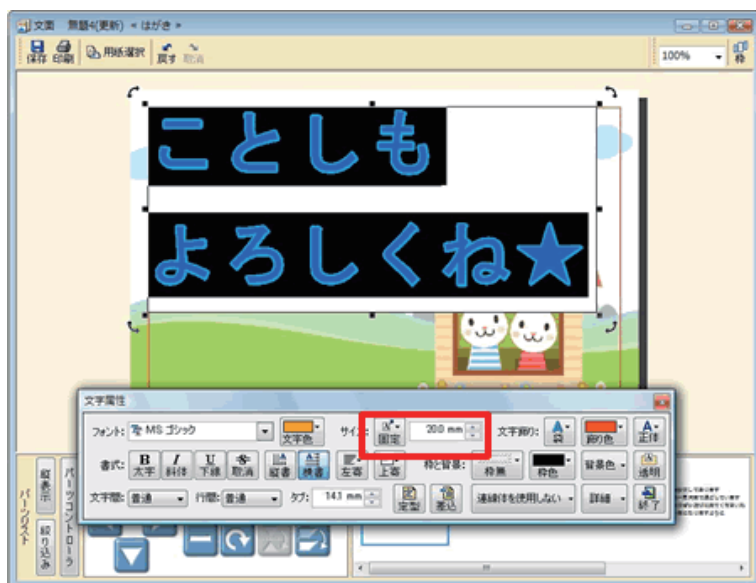 文面 無題4(更新) < はがき >
保存 印刷 用紙選択 戻す 取消
100% 枠
ことしも
よろしくね★
文字属性
フォント: MS ゴシック 文字色 サイズ: 固定 20.0 mm 文字飾り: 袋 飾り色 正体
書式: 太字 斜体 下線 取消 縦書 横書 左寄 上寄 枠と背景: 枠無 枠色 背景色 透明
文字間: 普通 行間: 普通 タブ: 14.1 mm 定型 差込 連綿体を使用しない 詳細 終了
パーツリスト
縦表示
絞り込み
パーツコントローラ